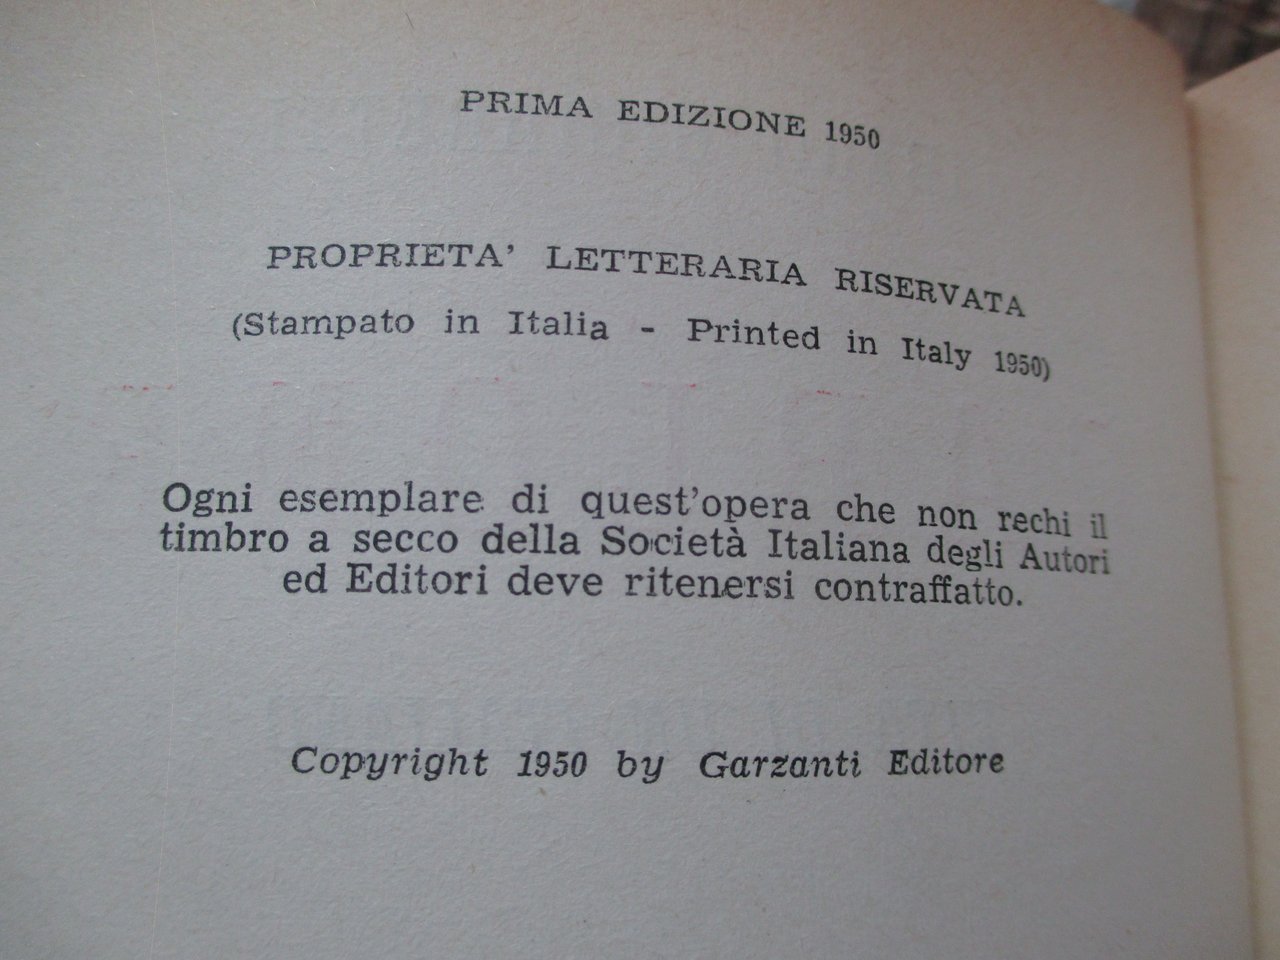 PRIMA EDIZIONE 1950
PROPRIETA' LETTERARIA RISERVATA
(Stampato in Italia - Printed in Italy 1950)
Ogni esemplare di quest'opera che non rechi il
timbro a secco della Società Italiana degli Autori
ed Editori deve ritenersi contraffatto.
Copyright 1950 by Garzanti Editore